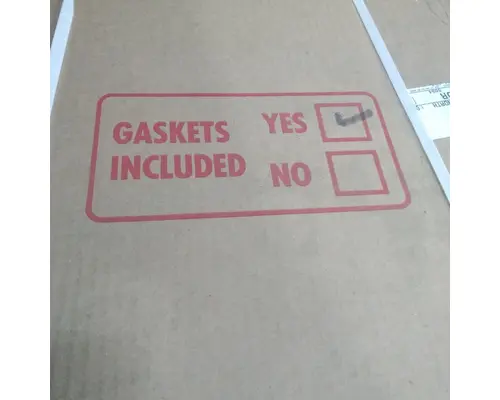 GASKETS
INCLUDED
YES
NO